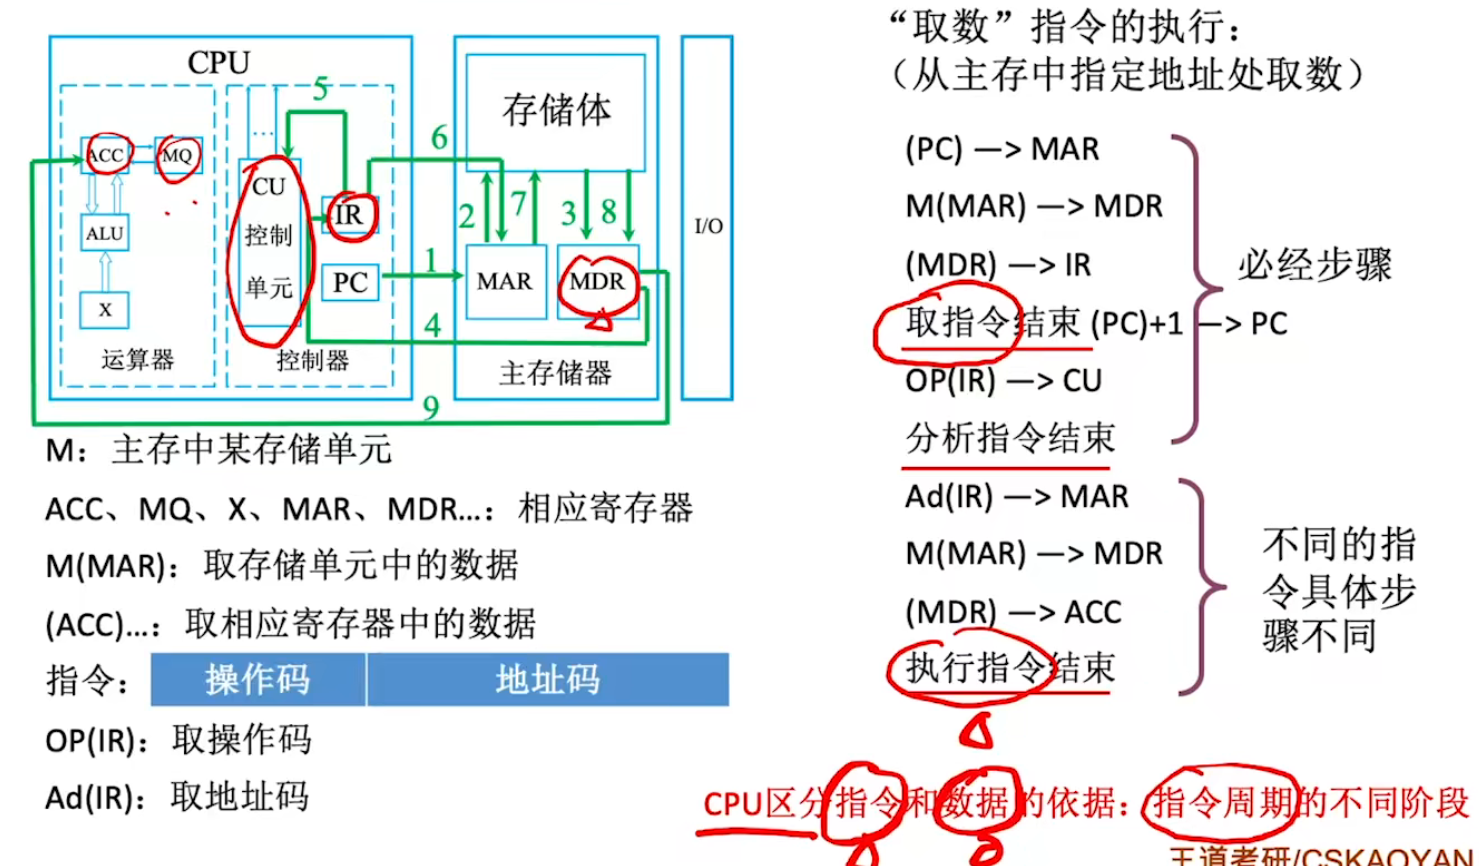 “取数”指令的执行：
（从主存中指定地址处取数）
CPU
ACC
MQ
ALU
X
运算器
...
CU
控制
单元
IR
PC
控制器
存储体
MAR
MDR
主存储器
I/O
5
6
2
7
3
8
1
4
9
M：主存中某存储单元
ACC、MQ、X、MAR、MDR...：相应寄存器
M(MAR)：取存储单元中的数据
(ACC)...：取相应寄存器中的数据
指令：
操作码
地址码
OP(IR)：取操作码
Ad(IR)：取地址码
(PC) —> MAR
M(MAR) —> MDR
(MDR) —> IR
取指令结束 (PC)+1 —> PC
OP(IR) —> CU
分析指令结束
必经步骤
Ad(IR) —> MAR
M(MAR) —> MDR
(MDR) —> ACC
执行指令结束
不同的指
令具体步
骤不同
CPU区分指令和数据的依据：指令周期的不同阶段
王道考研/CSKAOYAN